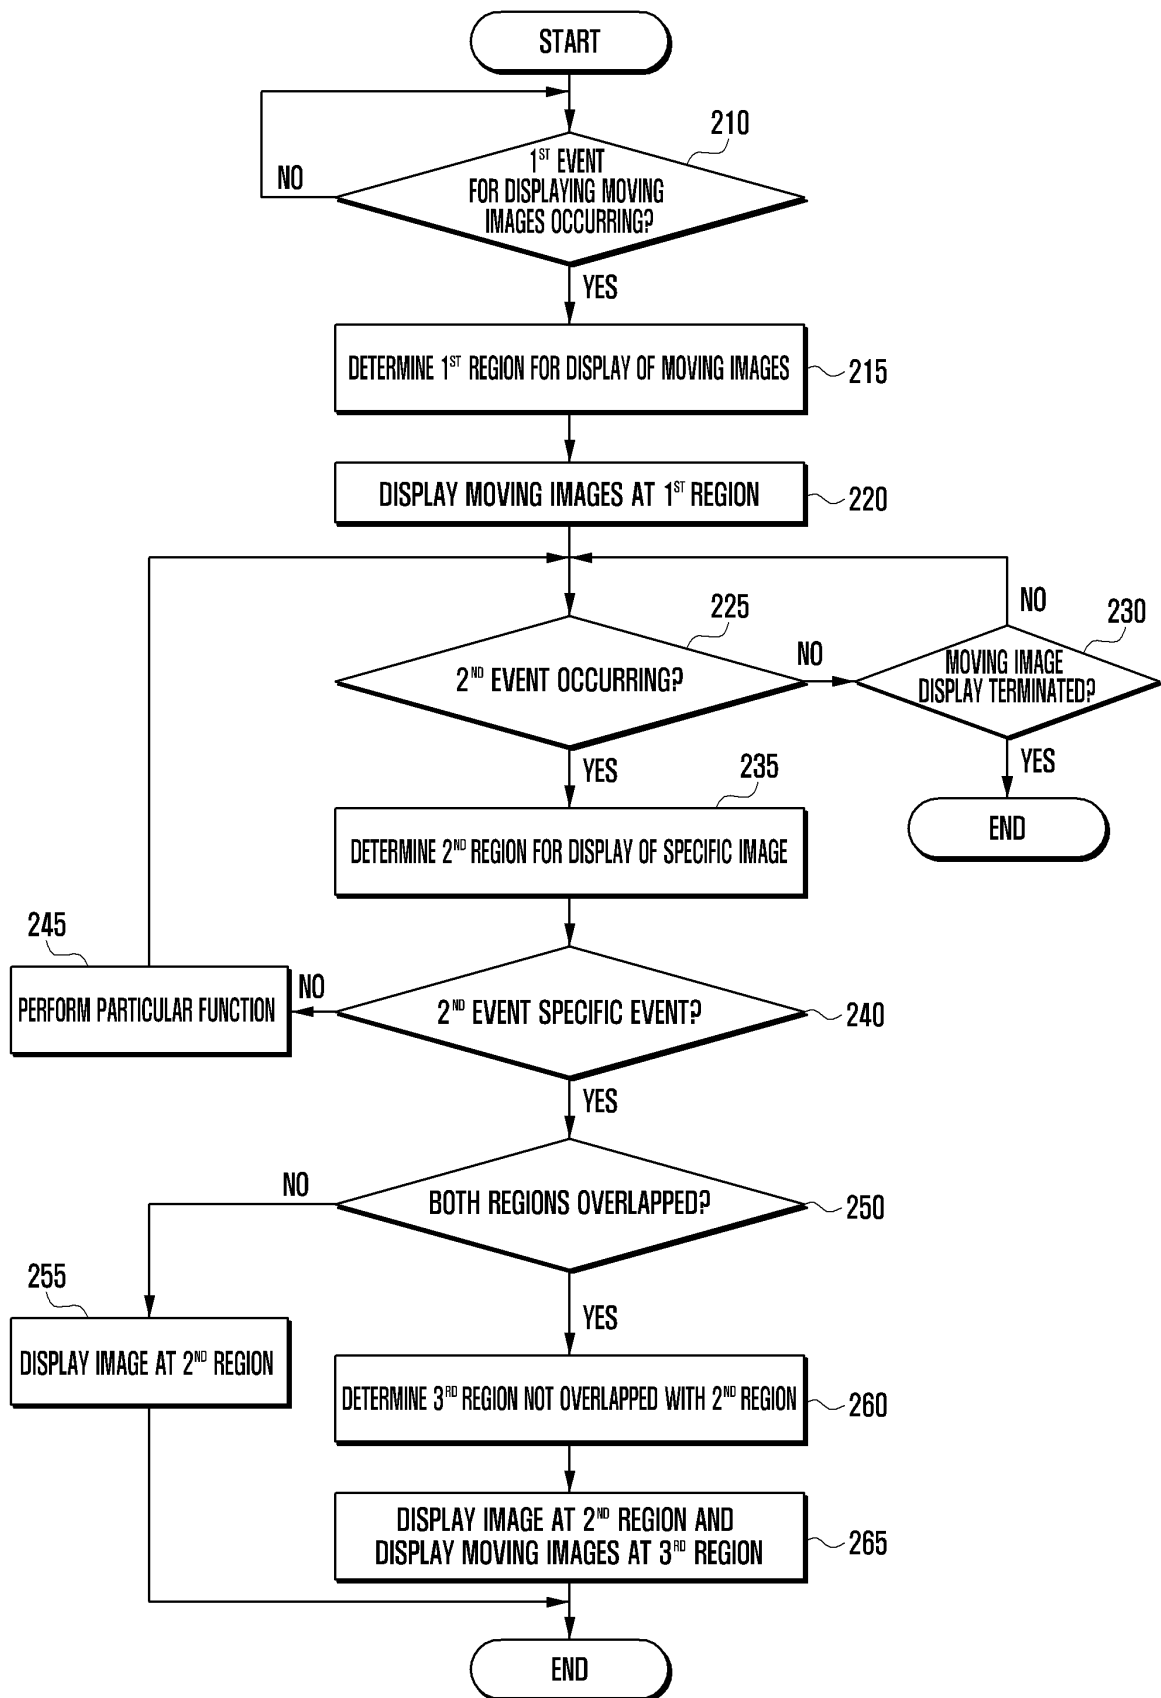 START
210
1ST EVENT
FOR DISPLAYING MOVING
IMAGES OCCURRING?
NO
YES
DETERMINE 1ST REGION FOR DISPLAY OF MOVING IMAGES
215
DISPLAY MOVING IMAGES AT 1ST REGION
220
225
2ND EVENT OCCURRING?
NO
NO
230
MOVING IMAGE
DISPLAY TERMINATED?
YES
END
YES
235
DETERMINE 2ND REGION FOR DISPLAY OF SPECIFIC IMAGE
245
PERFORM PARTICULAR FUNCTION
NO
2ND EVENT SPECIFIC EVENT?
240
YES
NO
BOTH REGIONS OVERLAPPED?
250
255
DISPLAY IMAGE AT 2ND REGION
YES
DETERMINE 3RD REGION NOT OVERLAPPED WITH 2ND REGION
260
DISPLAY IMAGE AT 2ND REGION AND
DISPLAY MOVING IMAGES AT 3RD REGION
265
END